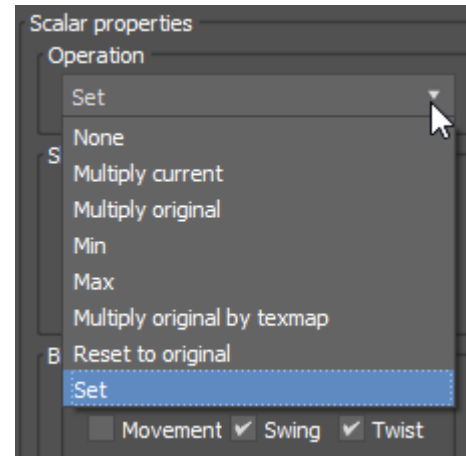 Scalar properties
Operation
Set
None
Multiply current
Multiply original
Min
Max
Multiply original by texmap
Reset to original
Set
Movement Swing Twist